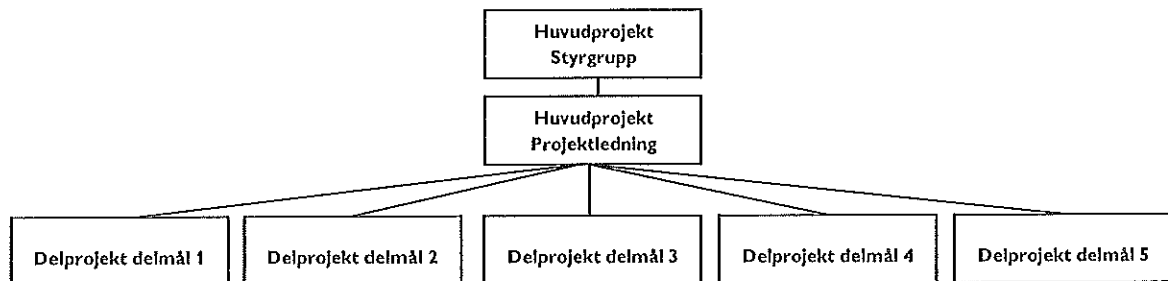 Huvudprojekt
Styrgrupp
Huvudprojekt
Projektledning
Delprojekt delmål 1
Delprojekt delmål 2
Delprojekt delmål 3
Delprojekt delmål 4
Delprojekt delmål 5